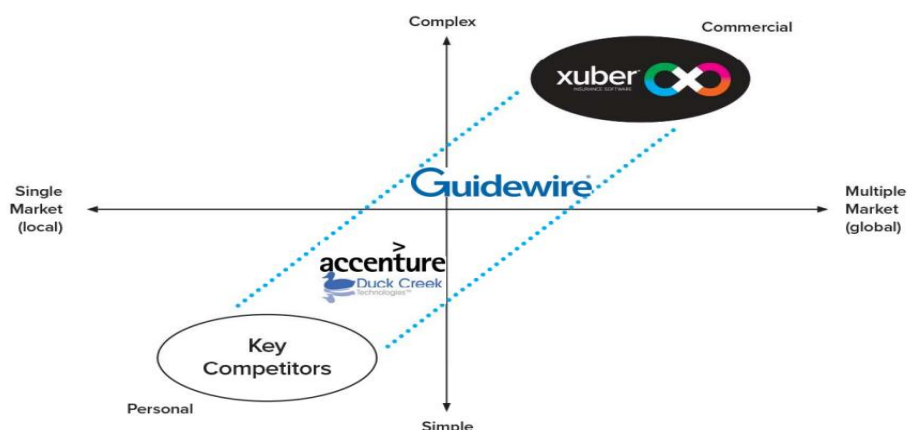 Complex
Commercial
xuber
INSURANCE SOFTWARE
Guidewire
Single
Market
(local)
Multiple
Market
(global)
>
accenture
Duck Creek
Technologies™
Key
Competitors
Personal
Simple